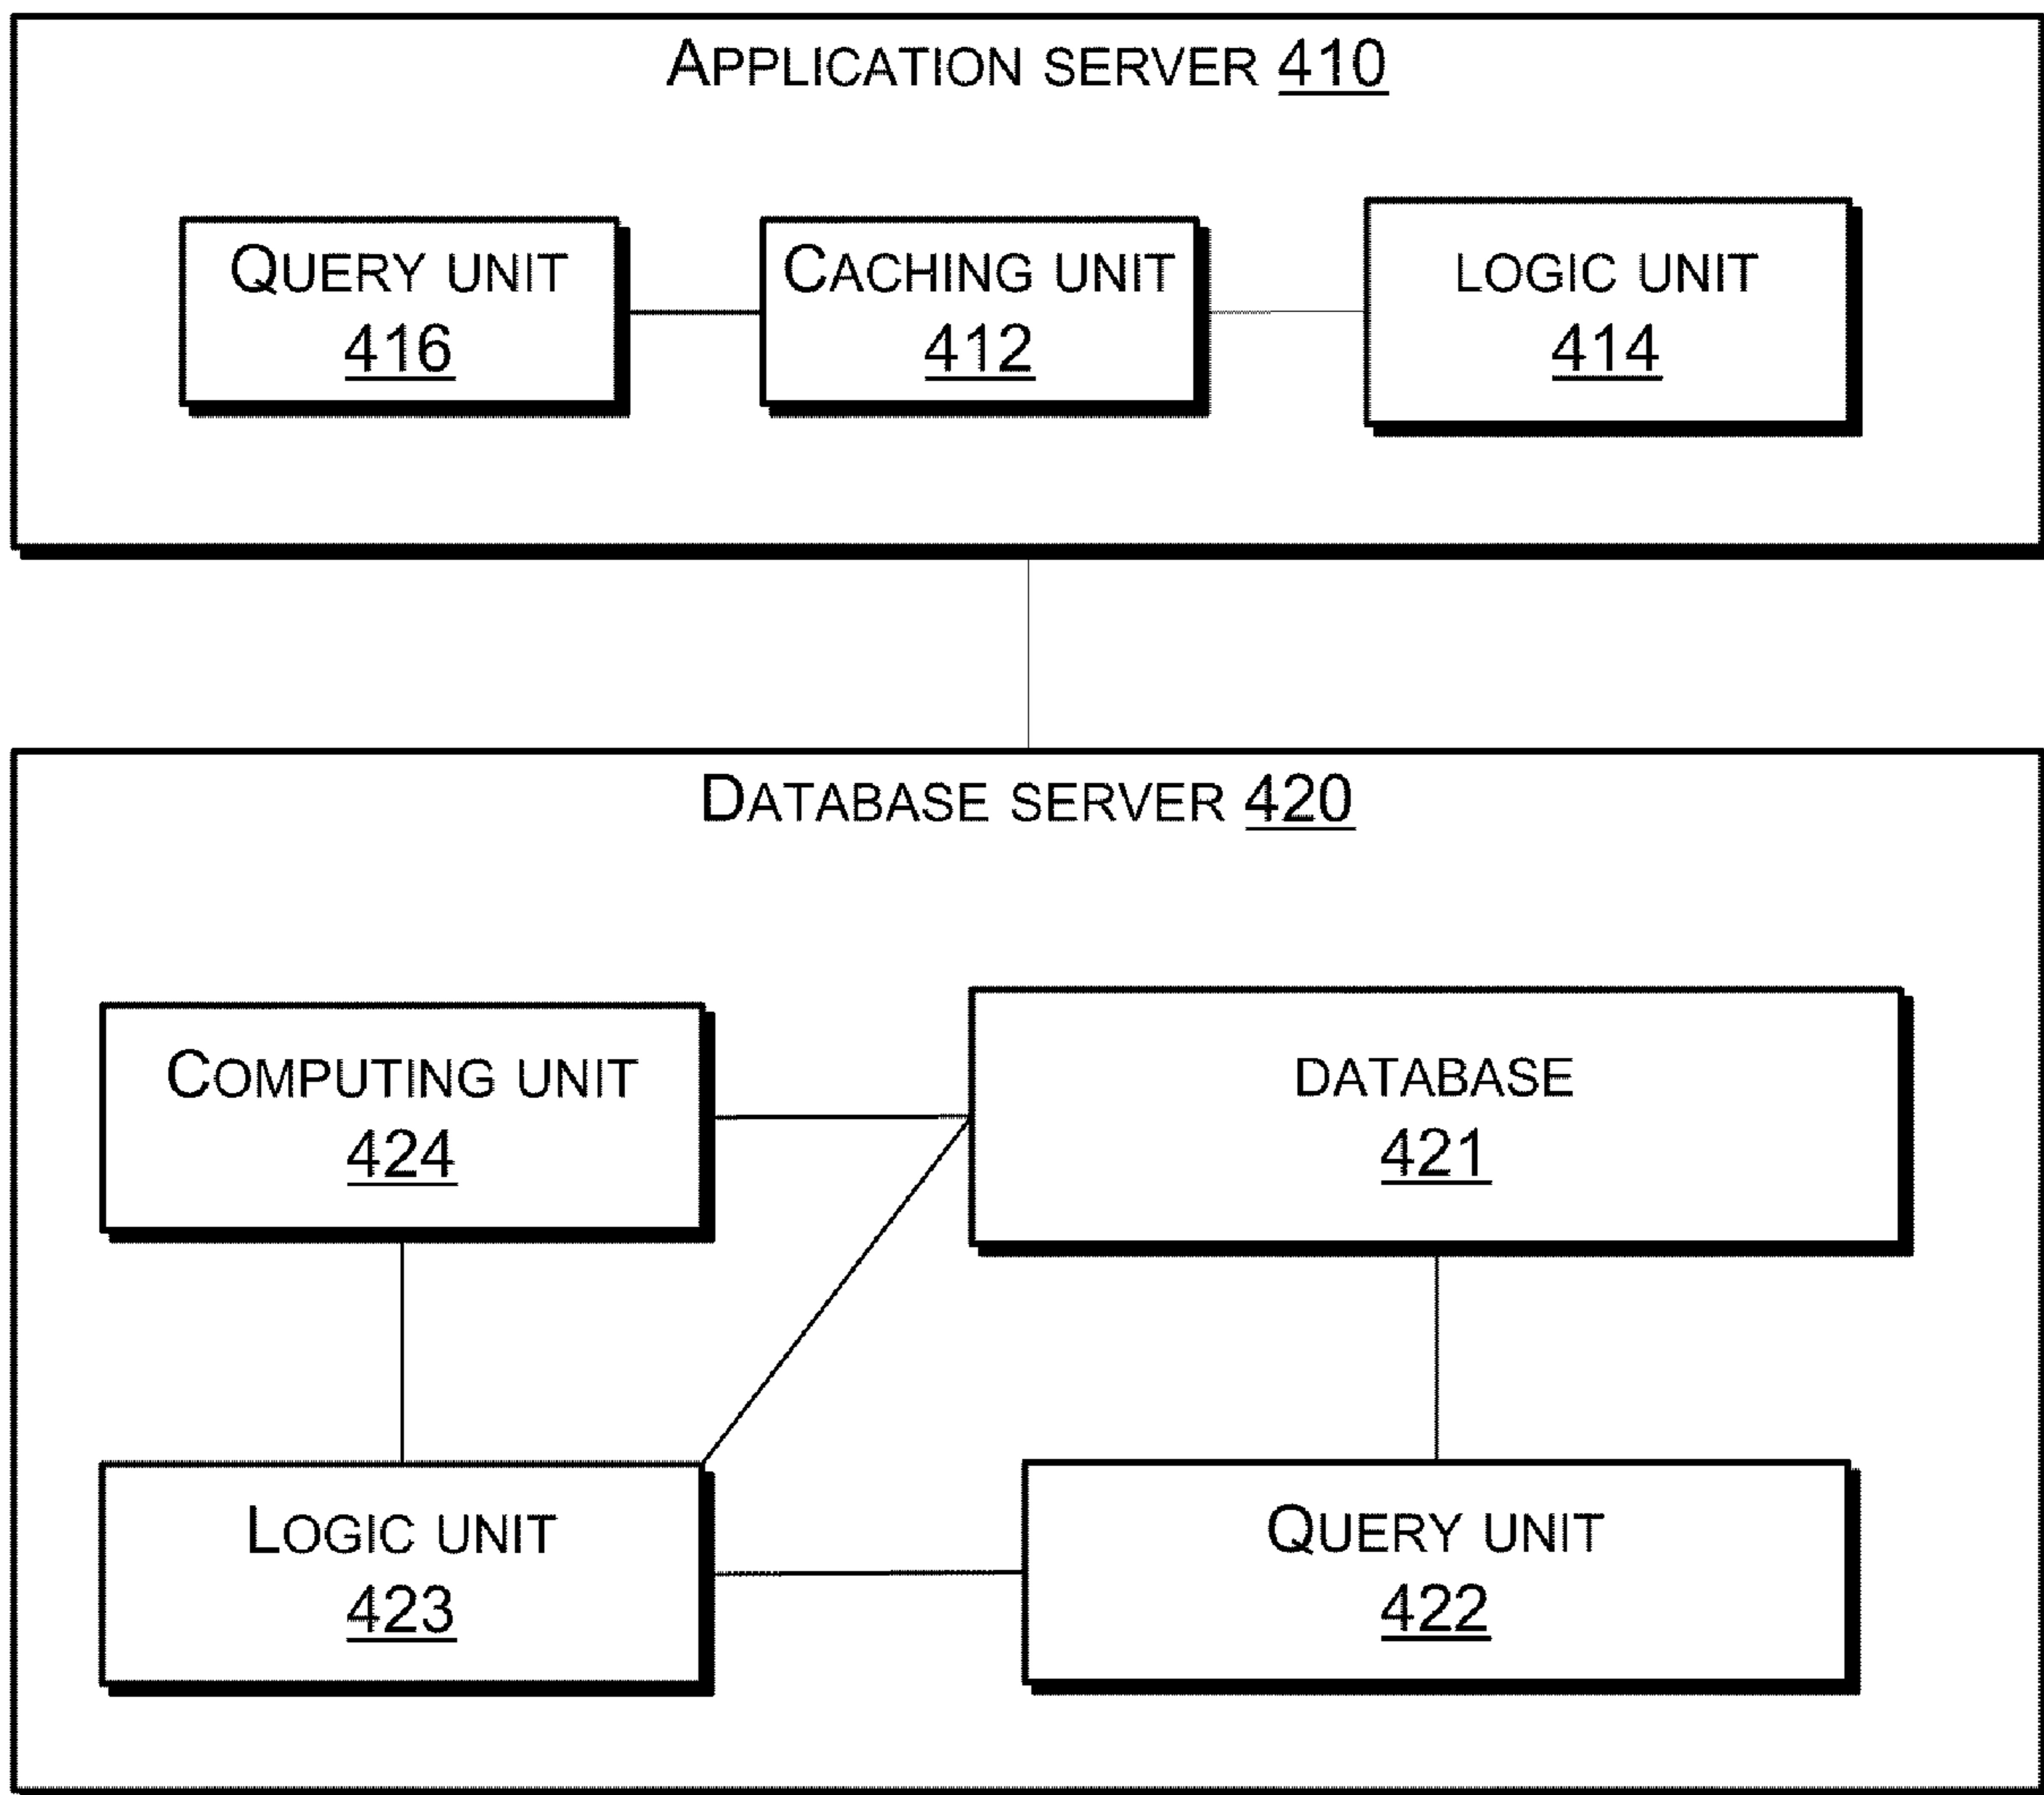 APPLICATION SERVER 410
QUERY UNIT
416
CACHING UNIT
412
LOGIC UNIT
414
DATABASE SERVER 420
COMPUTING UNIT
424
DATABASE
421
LOGIC UNIT
423
QUERY UNIT
422